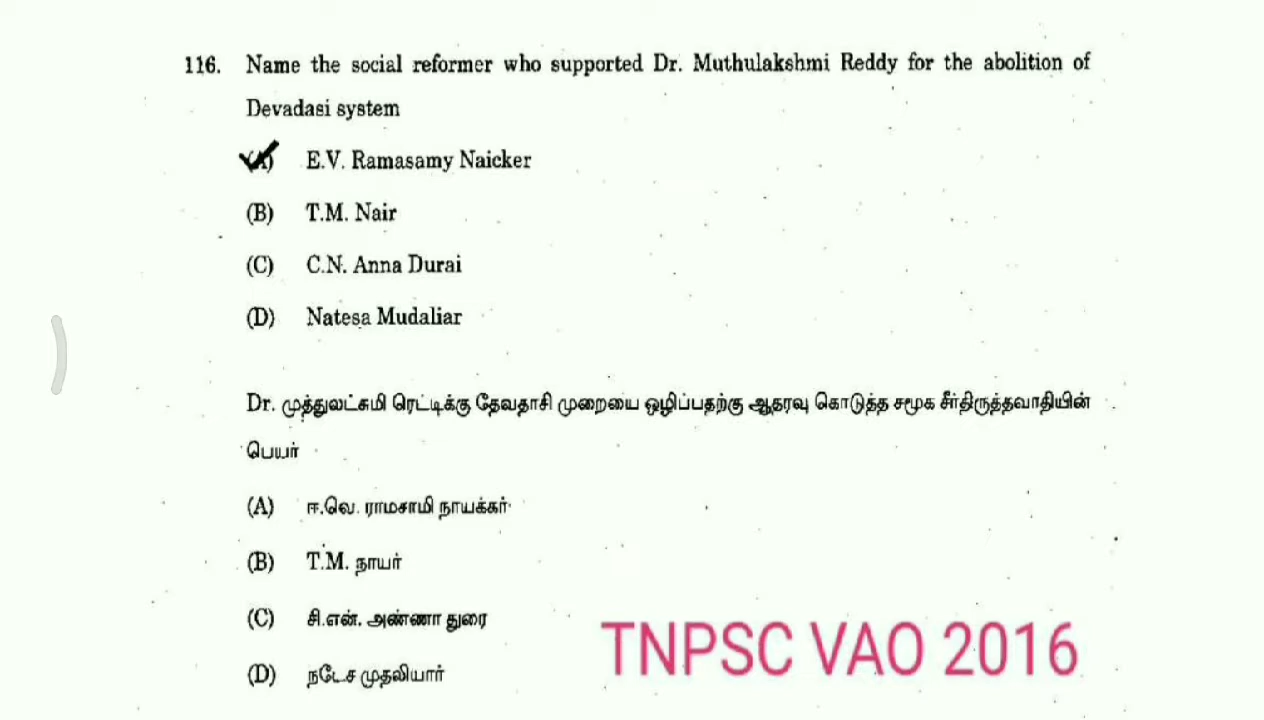 116. Name the social reformer who supported Dr. Muthulakshmi Reddy for the abolition of
Devadasi system
(A) E.V. Ramasamy Naicker
(B) T.M. Nair
(C) C.N. Anna Durai
(D) Natesa Mudaliar
Dr. முத்துலட்சுமி ரெட்டிக்கு தேவதாசி முறையை ஒழிப்பதற்கு ஆதரவு கொடுத்த சமூக சீர்திருத்தவாதியின்
பெயர்
(A) ஈ.வெ. ராமசாமி நாயக்கர்
(B) T.M. நாயர்
(C) சி.என். அண்ணா துரை
(D) நடேச முதலியார்
TNPSC VAO 2016